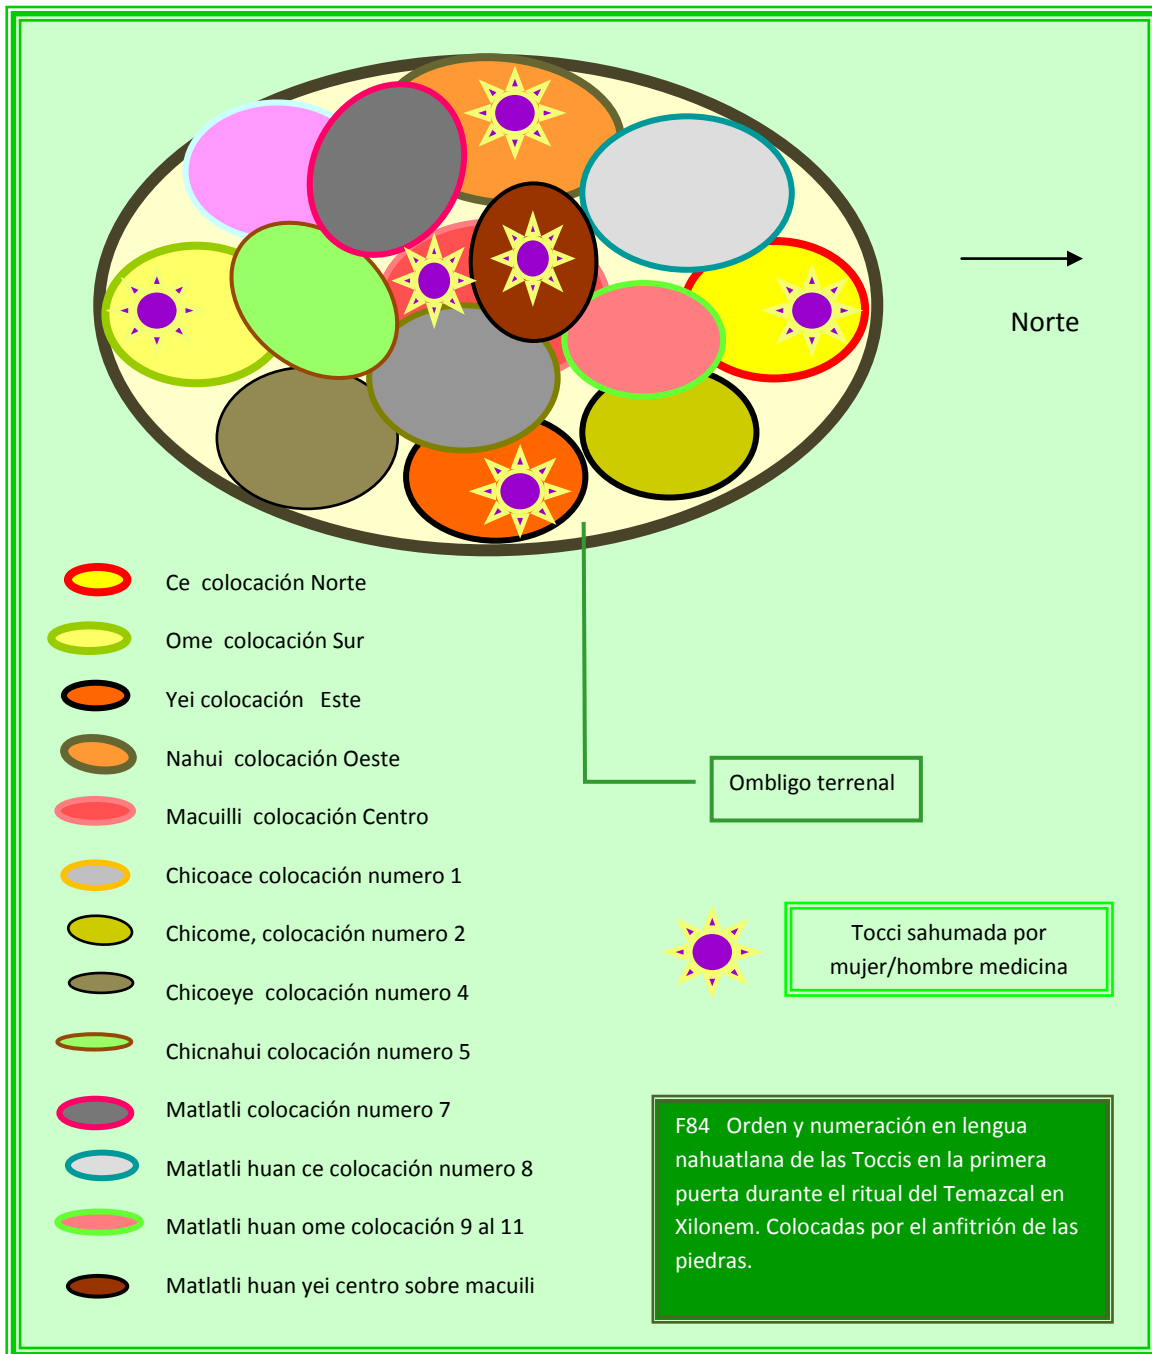 Norte
Ce colocación Norte
Ome colocación Sur
Yei colocación Este
Nahui colocación Oeste
Macuilli colocación Centro
Chicoace colocación numero 1
Chicome, colocación numero 2
Chicoeye colocación numero 4
Chicnahui colocación numero 5
Matlatli colocación numero 7
Matlatli huan ce colocación numero 8
Matlatli huan ome colocación 9 al 11
Matlatli huan yei centro sobre macuili
Ombligo terrenal
Tocci sahumada por
mujer/hombre medicina
F84 Orden y numeración en lengua
nahuatlana de las Toccis en la primera
puerta durante el ritual del Temazcal en
Xilonem. Colocadas por el anfitrión de las
piedras.